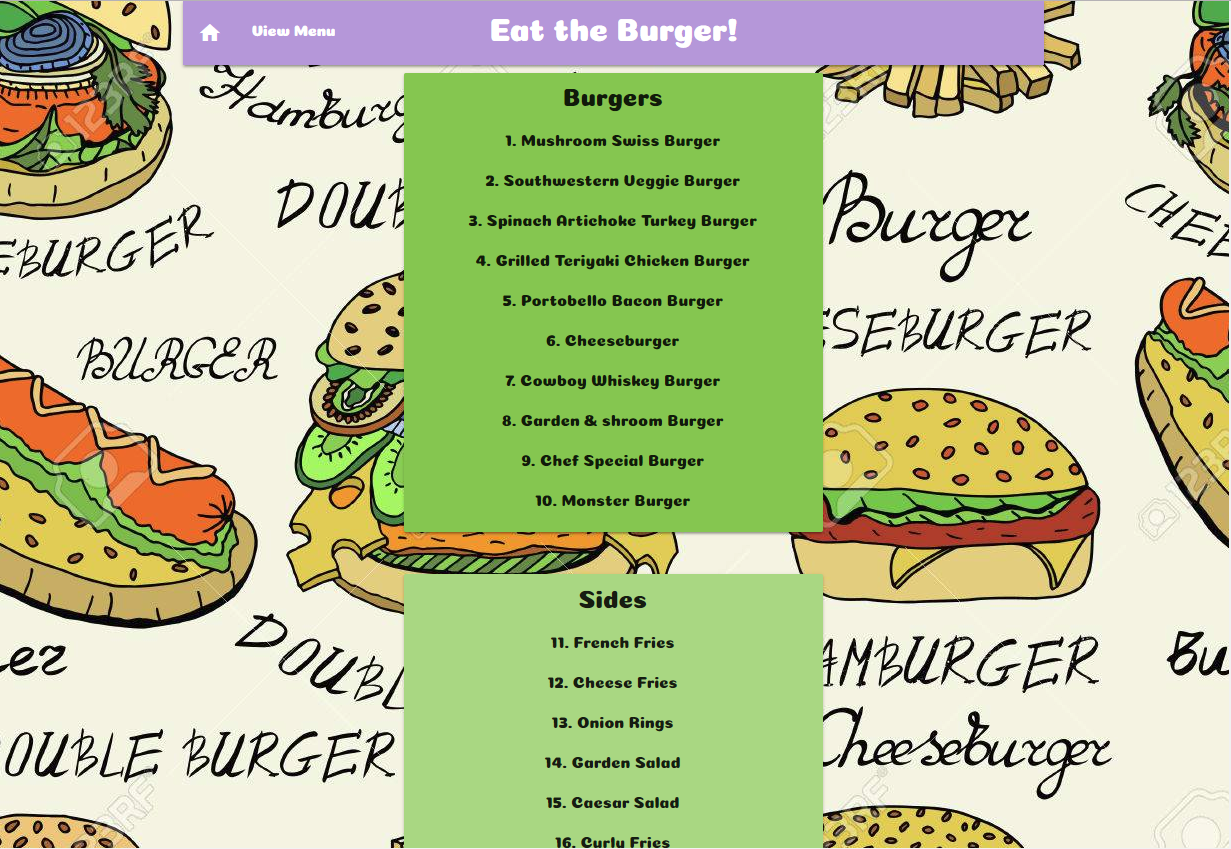 View Menu
Eat the Burger!
Hamburg
Burgers
1. Mushroom Swiss Burger
2. Southwestern Veggie Burger
3. Spinach Artichoke Turkey Burger
4. Grilled Teriyaki Chicken Burger
5. Portobello Bacon Burger
6. Cheeseburger
7. Cowboy Whiskey Burger
8. Garden & shroom Burger
9. Chef Special Burger
10. Monster Burger
Sides
11. French Fries
12. Cheese Fries
13. Onion Rings
14. Garden Salad
15. Caesar Salad
16. Curly Fries
DOUB
Burger
CHEE
EBURGER
BURGER
ESEBURGER
er
DOUBL
AMBURGER
Bu
OUBLE BURGER
Cheeseburger
123RF